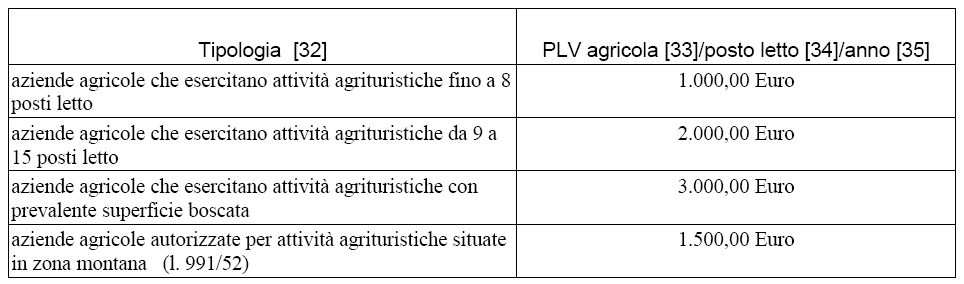 Tipologia [32]
PLV agricola [33]/posto letto [34]/anno [35]
aziende agricole che esercitano attività agrituristiche fino a 8
posti letto
1.000,00 Euro
aziende agricole che esercitano attività agrituristiche da 9 a
15 posti letto
2.000,00 Euro
aziende agricole che esercitano attività agrituristiche con
prevalente superficie boscata
3.000,00 Euro
aziende agricole autorizzate per attività agrituristiche situate
in zona montana (l. 991/52)
1.500,00 Euro